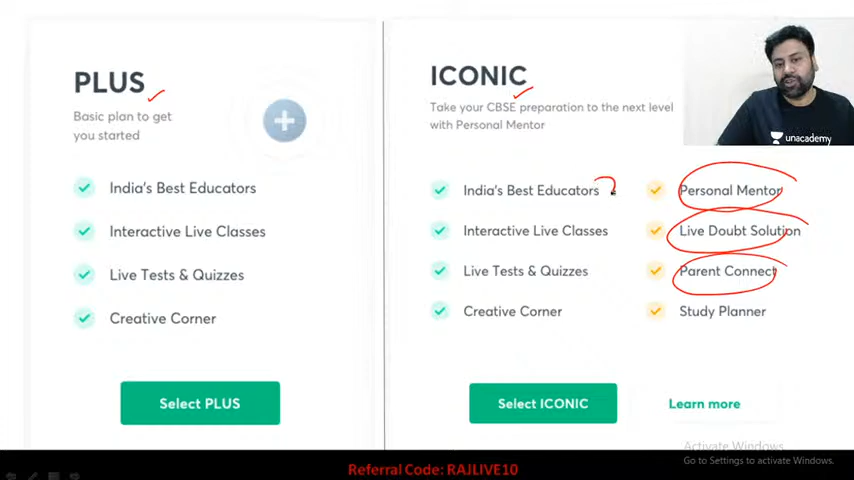 PLUS
Basic plan to get
you started
India's Best Educators
Interactive Live Classes
Live Tests & Quizzes
Creative Corner
Select PLUS
ICONIC
Take your CBSE preparation to the next level
with Personal Mentor
India's Best Educators
Interactive Live Classes
Live Tests & Quizzes
Creative Corner
Personal Mentor
Live Doubt Solution
Parent Connect
Study Planner
Select ICONIC
Learn more
unacademy
Activate Windows
Go to Settings to activate Windows.
Referral Code: RAJLIVE10